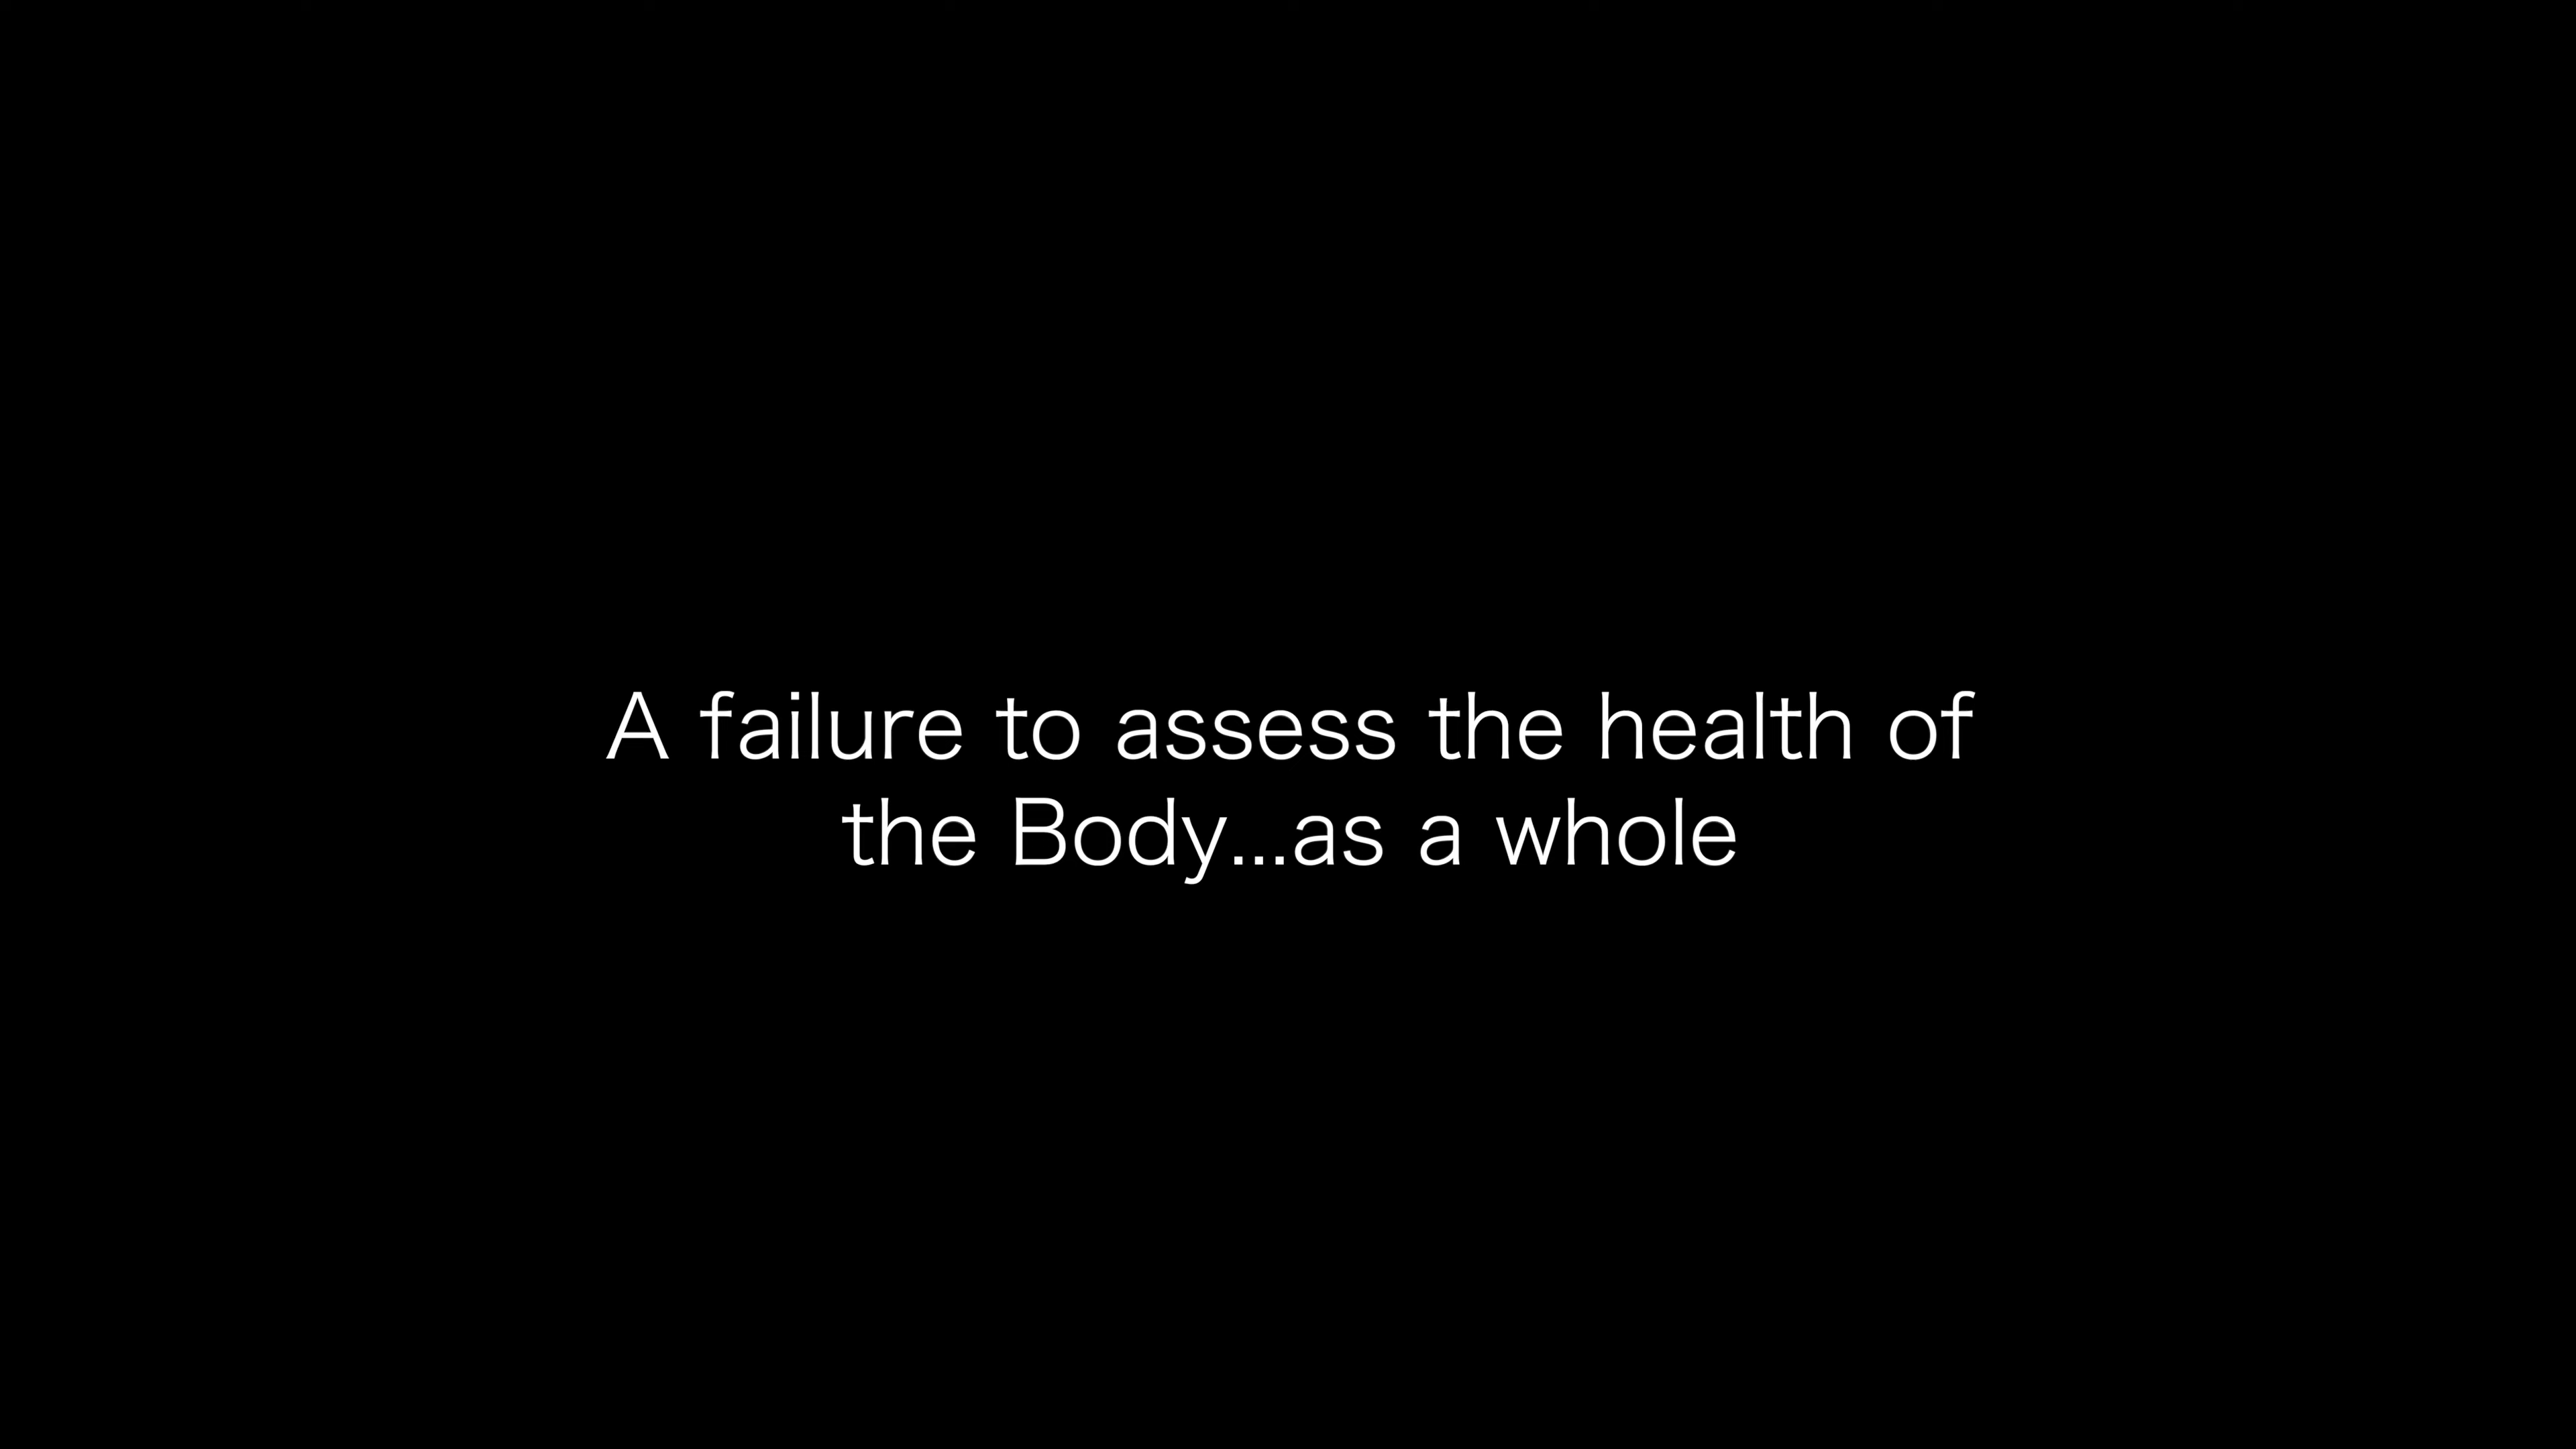 A failure to assess the health of
the Body...as a whole